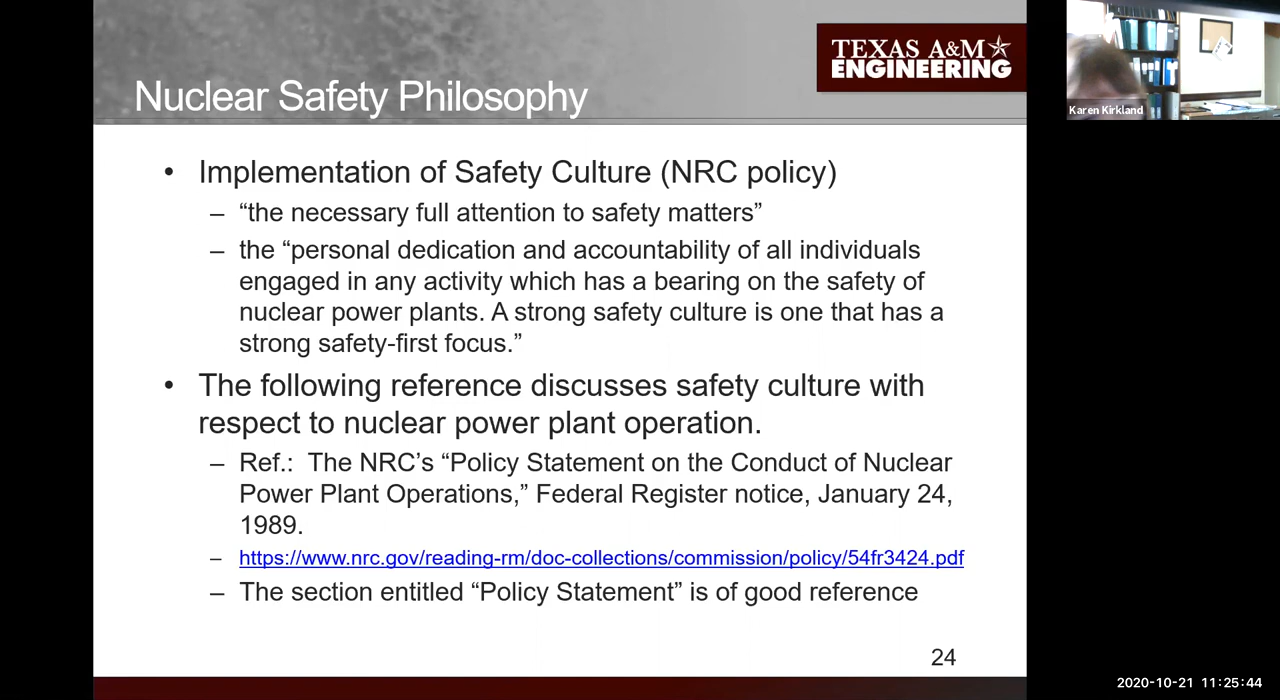 TEXAS A&M
ENGINEERING
Nuclear Safety Philosophy
Karen Kirkland
• Implementation of Safety Culture (NRC policy)
– “the necessary full attention to safety matters”
– the “personal dedication and accountability of all individuals
engaged in any activity which has a bearing on the safety of
nuclear power plants. A strong safety culture is one that has a
strong safety-first focus.”
• The following reference discusses safety culture with
respect to nuclear power plant operation.
– Ref.: The NRC’s “Policy Statement on the Conduct of Nuclear
Power Plant Operations,” Federal Register notice, January 24,
1989.
– https://www.nrc.gov/reading-rm/doc-collections/commission/policy/54fr3424.pdf
– The section entitled “Policy Statement” is of good reference
24
2020-10-21 11:25:44